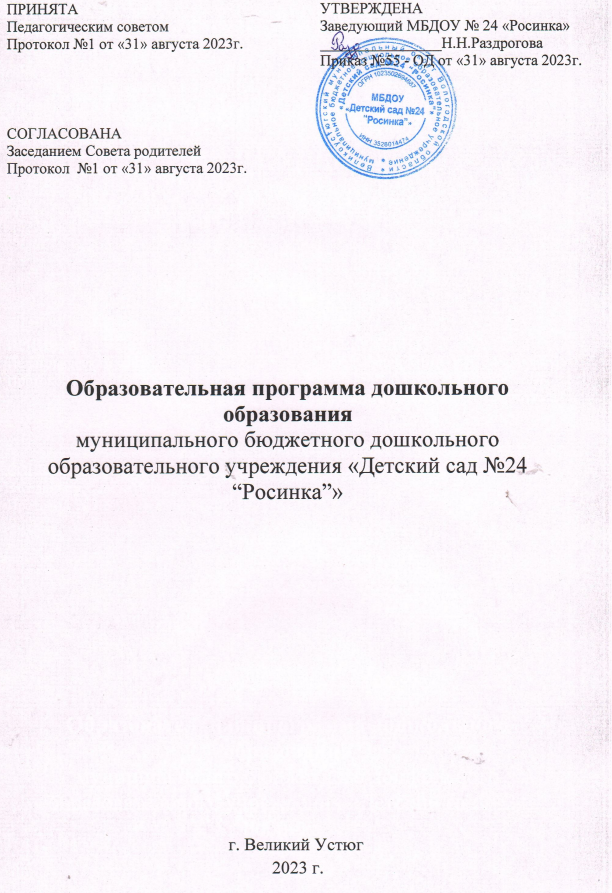 ПРИНЯТА
Педагогическим советом
Протокол №1 от «31» августа 2023г.
УТВЕРЖДЕНА
Заведующий МБДОУ № 24 «Росинка»
________________Н.Н.Раздрогова
Приказ №55 - ОД от «31» августа 2023г.
МБДОУ
«Детский сад №24
"Росинка"»
СОГЛАСОВАНА
Заседанием Совета родителей
Протокол №1 от «31» августа 2023г.
Образовательная программа дошкольного
образования
муниципального бюджетного дошкольного
образовательного учреждения «Детский сад №24
“Росинка”»
г. Великий Устюг
2023 г.